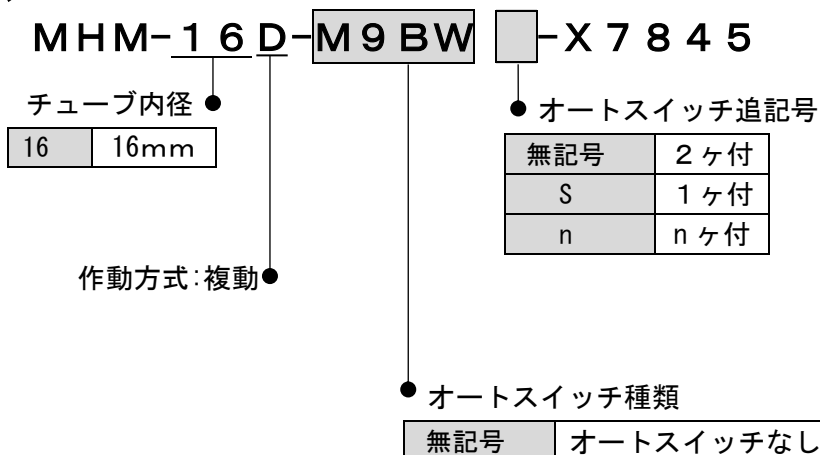 MHM-16D-M9BW □-X7845
チューブ内径
16 16mm
オートスイッチ追記号
無記号 2ヶ付
S 1ヶ付
n nヶ付
作動方式:複動
オートスイッチ種類
無記号 オートスイッチなし